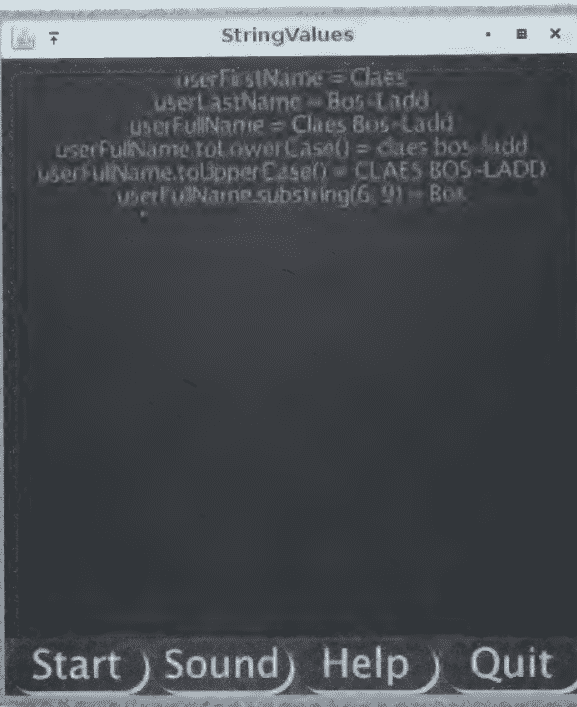 StringValues
userFirstName = Claes
userLastName = Bos-Ladd
userFullName = Claes Bos-Ladd
userFullName.toLowerCase() = claes bos-ladd
userFullName.toUpperCase() = CLAES BOS-LADD
userFullName.substring(6, 9) = Bos
Start Sound Help Quit